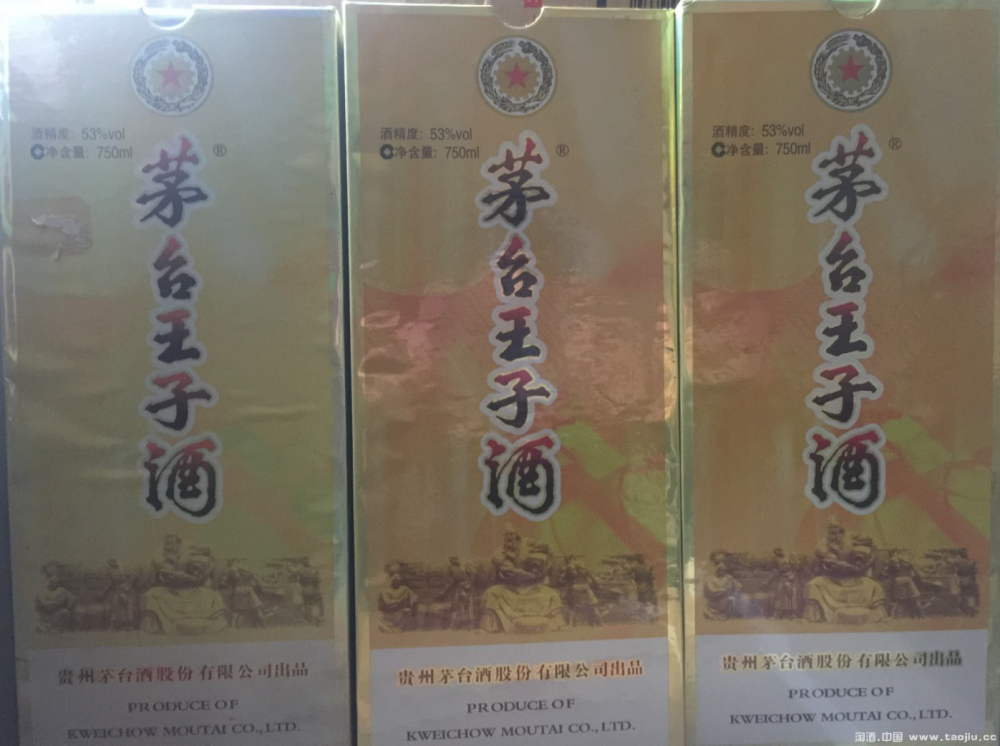 酒精度: 53%vol
C净含量: 750ml
茅台王子酒®
贵州茅台酒股份有限公司出品
PRODUCE OF
KWEICHOW MOUTAI CO., LTD.
酒精度: 53%vol
C净含量: 750ml
茅台王子酒®
贵州茅台酒股份有限公司出品
PRODUCE OF
KWEICHOW MOUTAI CO., LTD.
酒精度: 53%vol
C净含量: 750ml
茅台王子酒®
贵州茅台酒股份有限公司出品
PRODUCE OF
KWEICHOW MOUTAI CO., LTD.
淘酒.中国 www.taojiu.cc